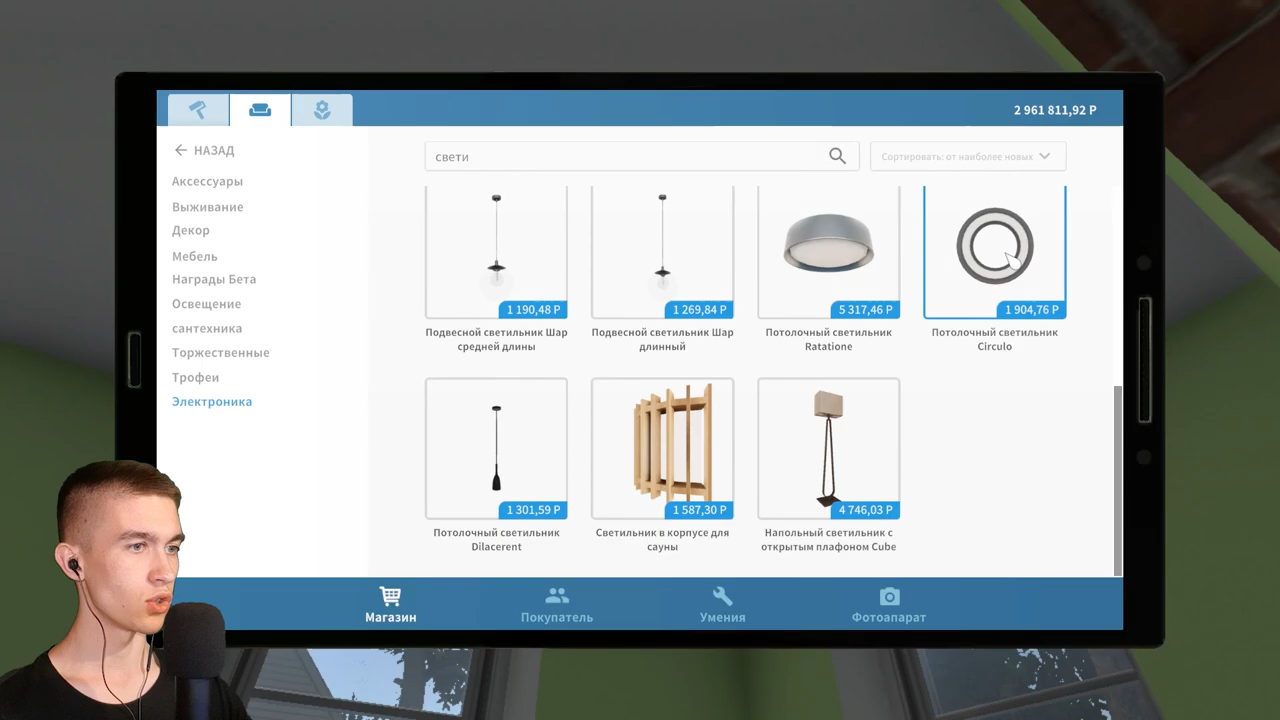 2 961 811,92 Р
НАЗАД
свети
Сортировать: от наиболее новых
Аксессуары
Выживание
Декор
Мебель
Награды Бета
Освещение
сантехника
Торжественные
Трофеи
Электроника
1 190,48 Р
1 269,84 Р
5 317,46 Р
1 904,76 Р
Подвесной светильник Шар
средней длины
Подвесной светильник Шар
длинный
Потолочный светильник
Ratatione
Потолочный светильник
Circulo
1 301,59 Р
1 587,30 Р
4 746,03 Р
Потолочный светильник
Dilacerent
Светильник в корпусе для
сауны
Напольный светильник с
открытым плафоном Cube
Магазин
Покупатель
Умения
Фотоаппарат